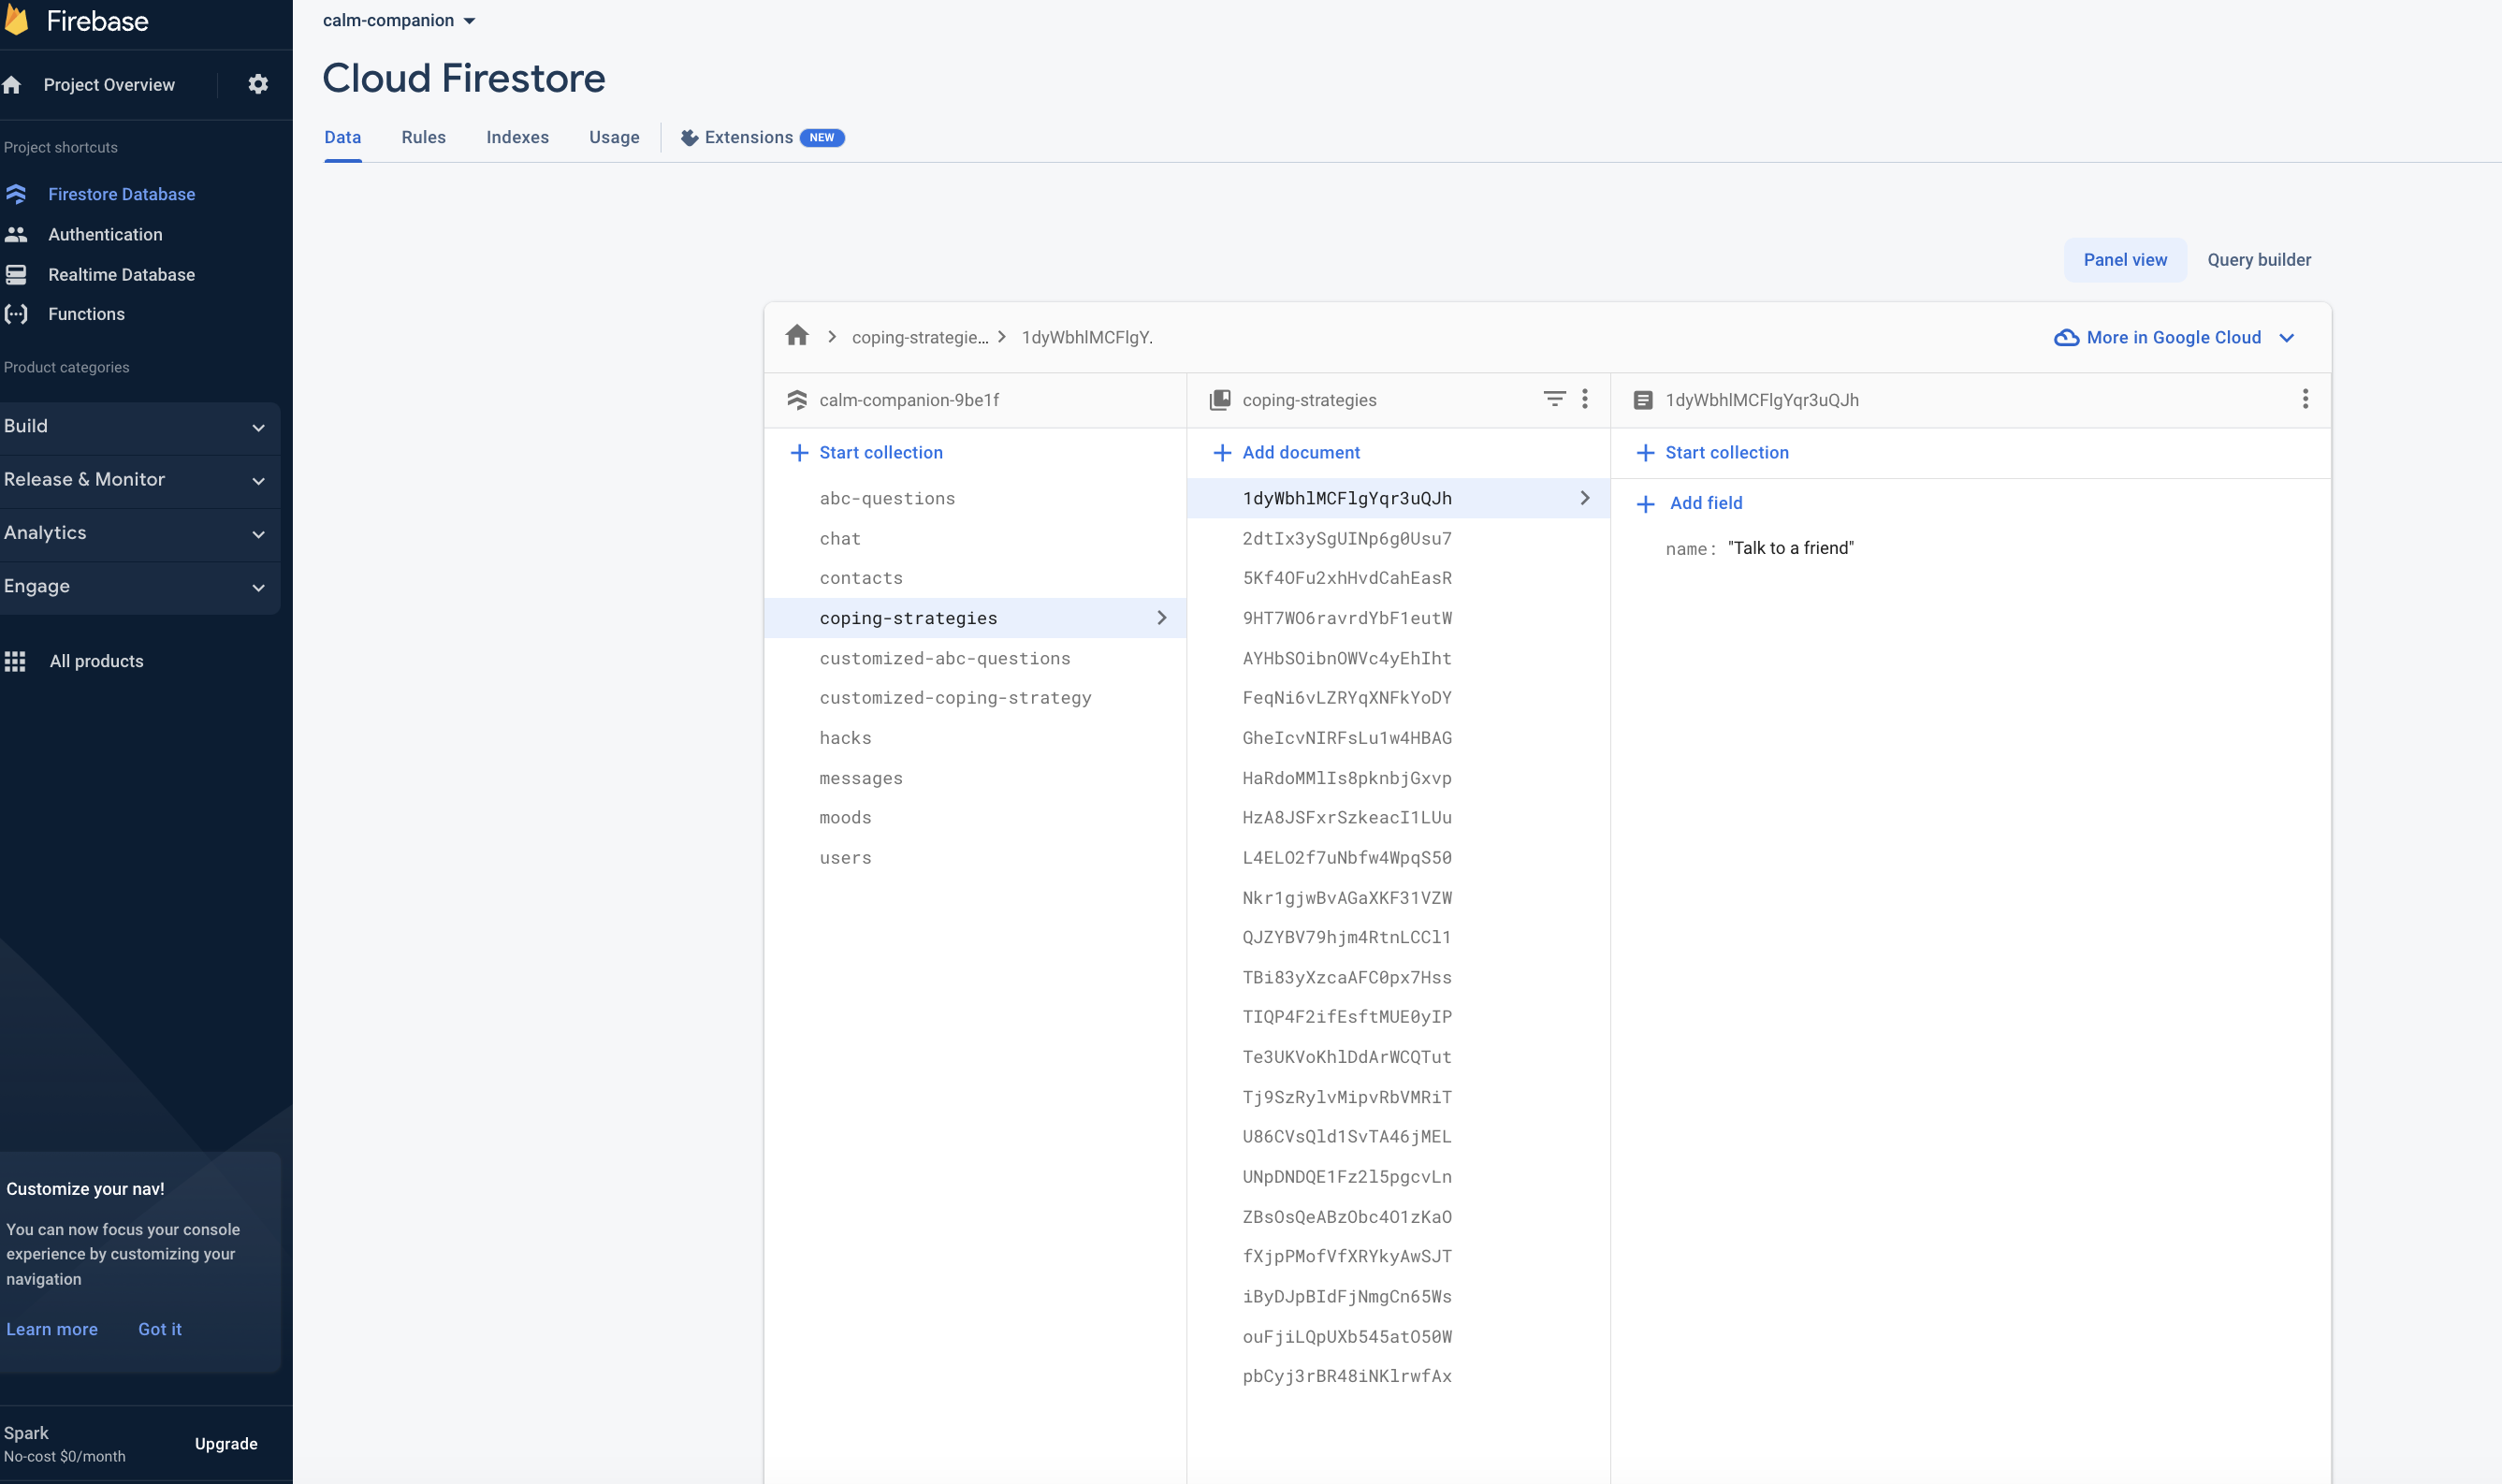 Firebase
Project Overview
Project shortcuts
Firestore Database
Authentication
Realtime Database
Functions
Product categories
Build
Release & Monitor
Analytics
Engage
All products
Customize your nav!
You can now focus your console
experience by customizing your
navigation
Learn more Got it
Spark
No-cost $0/month
Upgrade
calm-companion
Cloud Firestore
Data Rules Indexes Usage Extensions NEW
Panel view Query builder
coping-strategie... 1dyWbhlMCFlgY.
More in Google Cloud
calm-companion-9be1f
Start collection
abc-questions
chat
contacts
coping-strategies
customized-abc-questions
customized-coping-strategy
hacks
messages
moods
users
coping-strategies
Add document
1dyWbhlMCFlgYqr3uQJh
2dtIx3ySgUINp6g0Usu7
5Kf4OFu2xhHvdCahEasR
9HT7WO6ravrdYbF1eutW
AYHbSOibnOWVc4yEhIht
FeqNi6vLZRYqXNFkYoDY
GheIcvNIRFsLu1w4HBAG
HaRdoMMlIs8pknbjGxvp
HzA8JSFxrSzkeacI1LUu
L4ELO2f7uNbfw4WpqS50
Nkr1gjwBvAGaXKF31VZW
QJZYBV79hjm4RtnLCCl1
TBi83yXzcaAFC0px7Hss
TIQP4F2ifEsftMUE0yIP
Te3UKVoKhlDdArWCQTut
Tj9SzRylvMipvRbVMRiT
U86CVsQld1SvTA46jMEL
UNpDNDQE1Fz2l5pgcvLn
ZBsOsQeABzObc4O1zKaO
fXjpPMofVfXRYkyAwSJT
iByDJpBIdFjNmgCn65Ws
ouFjiLQpUXb545atO50W
pbCyj3rBR48iNKlrwfAx
1dyWbhlMCFlgYqr3uQJh
Start collection
Add field
name: "Talk to a friend"